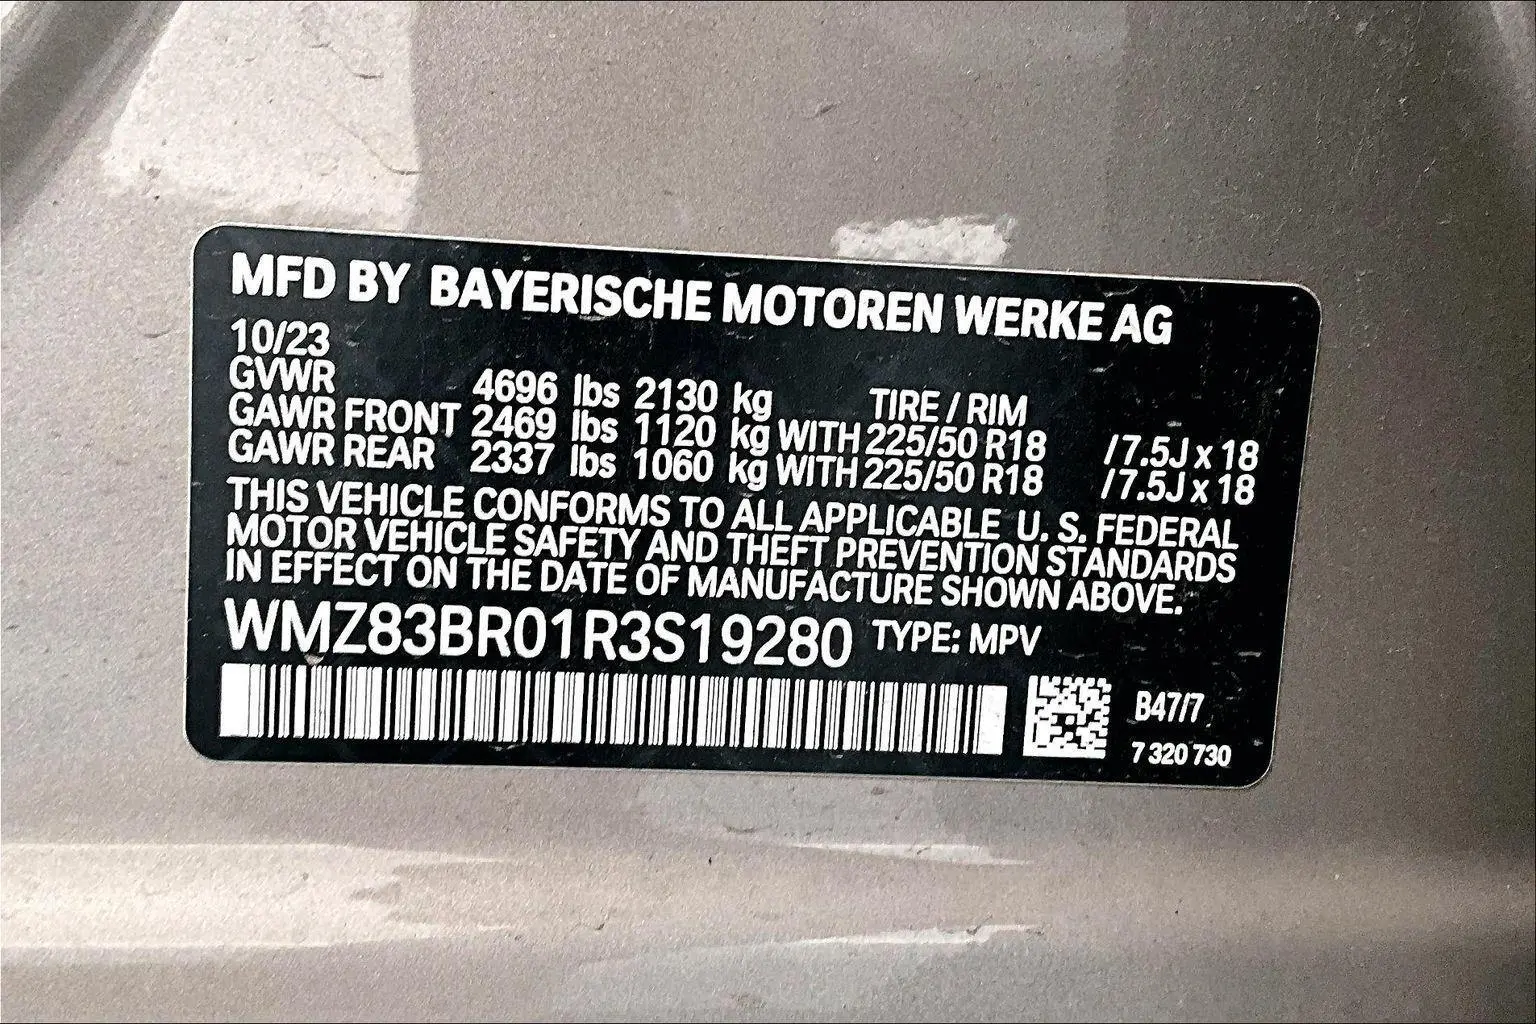 MFD BY BAYERISCHE MOTOREN WERKE AG
10/23
GVWR 4696 lbs 2130 kg TIRE / RIM
GAWR FRONT 2469 lbs 1120 kg WITH 225/50 R18 /7.5J x 18
GAWR REAR 2337 lbs 1060 kg WITH 225/50 R18 /7.5J x 18
THIS VEHICLE CONFORMS TO ALL APPLICABLE U. S. FEDERAL
MOTOR VEHICLE SAFETY AND THEFT PREVENTION STANDARDS
IN EFFECT ON THE DATE OF MANUFACTURE SHOWN ABOVE.
WMZ83BR01R3S19280 TYPE: MPV
B47/7
7 320 730